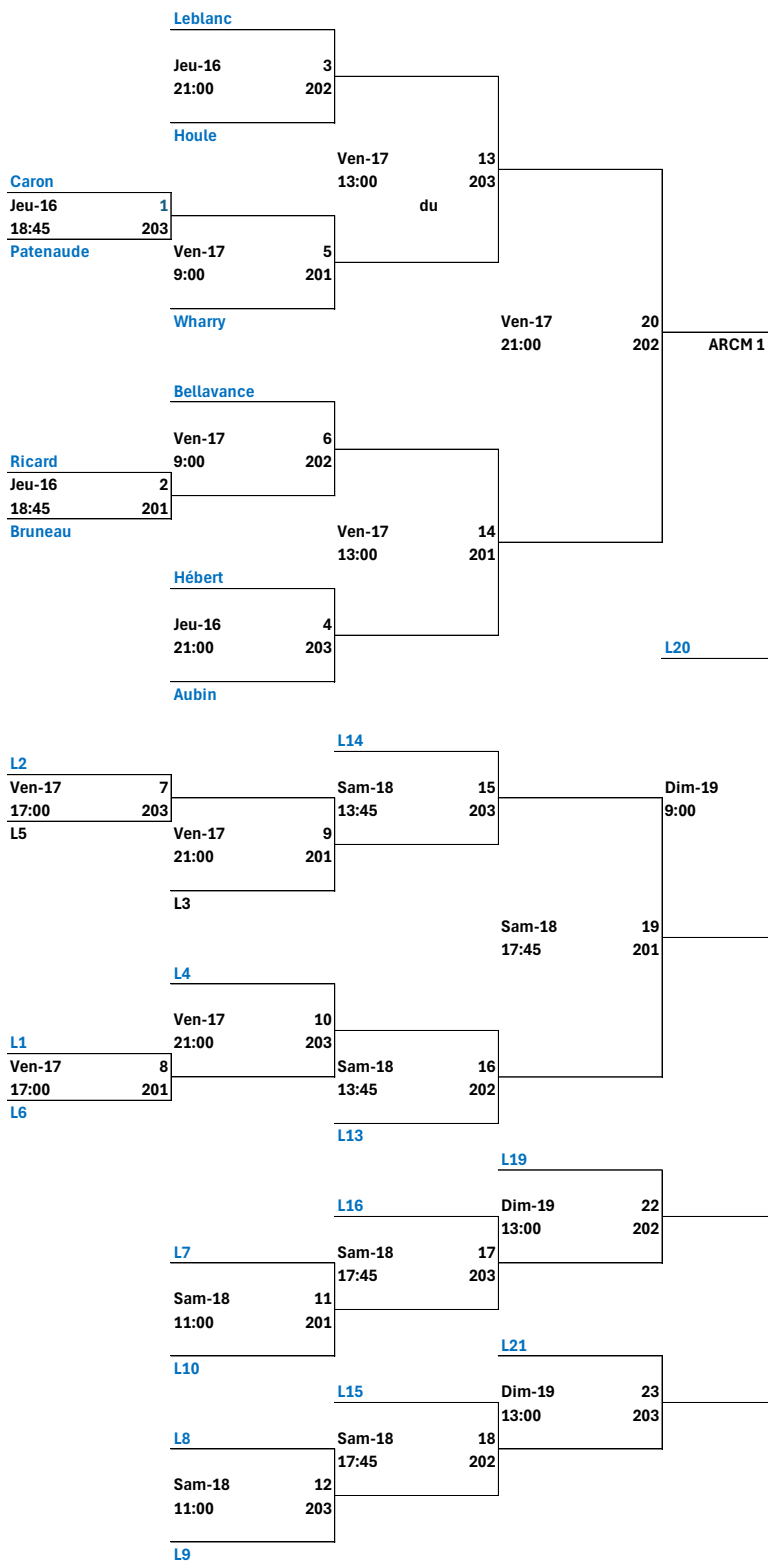 Leblanc
Jeu-16 3
21:00 202
Houle
Ven-17 13
13:00 203
du
Caron
Jeu-16 1
18:45 203
Patenaude
Ven-17 5
9:00 201
Wharry
Ven-17 20
21:00 202
ARCM 1
Bellavance
Ven-17 6
9:00 202
Ricard
Jeu-16 2
18:45 201
Bruneau
Ven-17 14
13:00 201
Hébert
Jeu-16 4
21:00 203
Aubin
L20
L14
L2
Ven-17 7
17:00 203
L5
Sam-18 15
13:45 203
Dim-19
9:00
Ven-17 9
21:00 201
L3
Sam-18 19
17:45 201
L4
Ven-17 10
21:00 203
L1
Ven-17 8
17:00 201
L6
Sam-18 16
13:45 202
L13
L19
Dim-19 22
13:00 202
L16
Sam-18 17
17:45 203
L7
Sam-18 11
11:00 201
L10
L21
Dim-19 23
13:00 203
L15
Sam-18 18
17:45 202
L8
Sam-18 12
11:00 203
L9